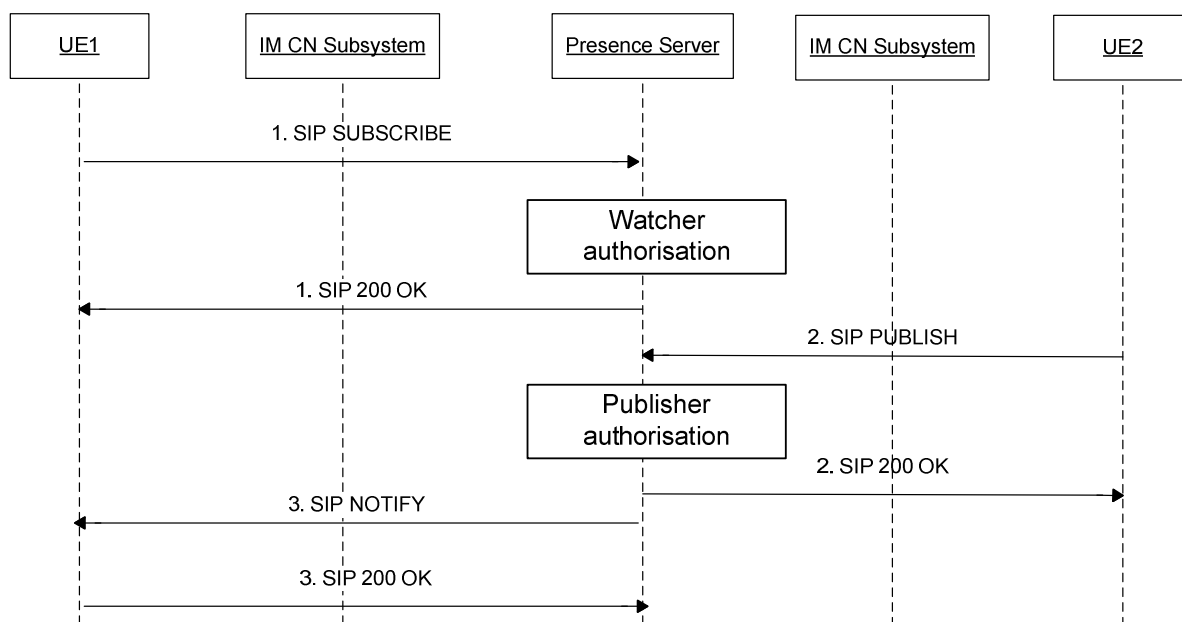 UE1
IM CN Subsystem
Presence Server
IM CN Subsystem
UE2
1. SIP SUBSCRIBE
Watcher
authorisation
1. SIP 200 OK
2. SIP PUBLISH
Publisher
authorisation
2. SIP 200 OK
3. SIP NOTIFY
3. SIP 200 OK